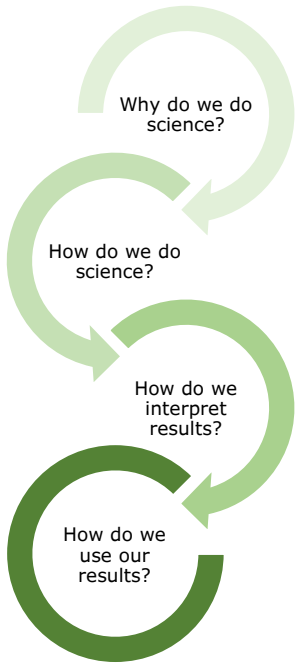 Why do we do
science?
How do we do
science?
How do we
interpret
results?
How do we
use our
results?